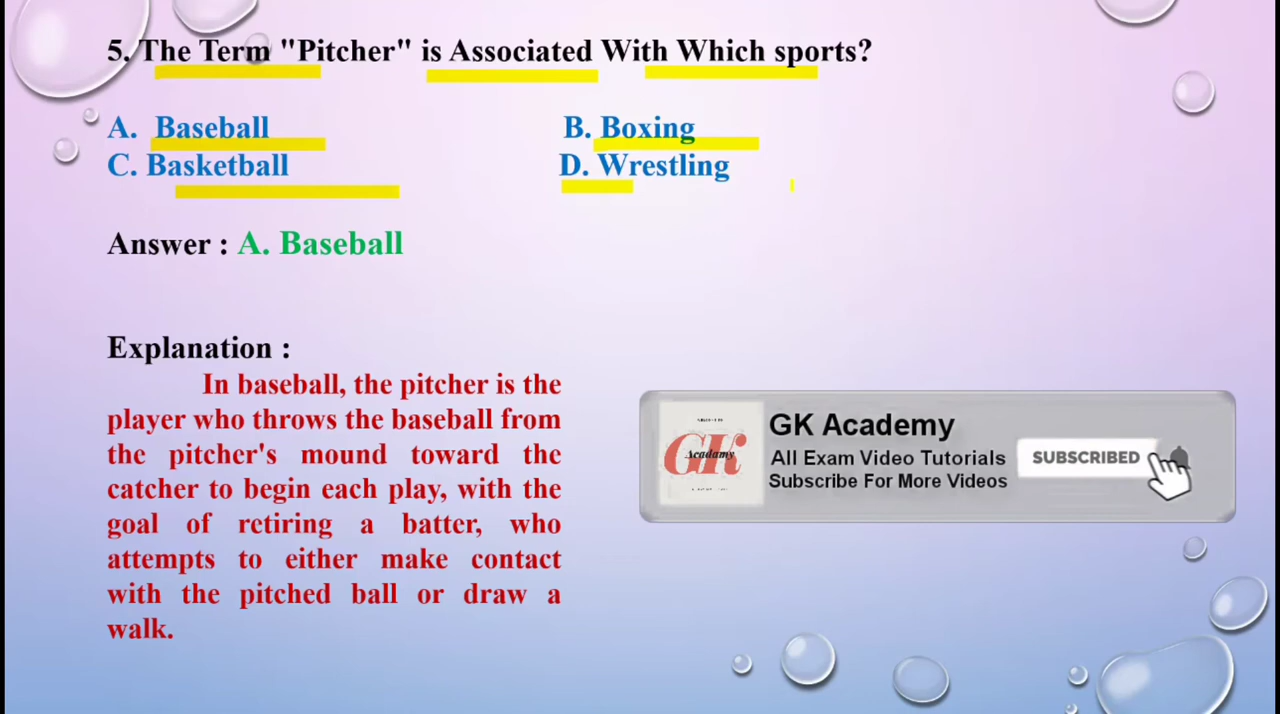 5. The Term "Pitcher" is Associated With Which sports?
A. Baseball
B. Boxing
C. Basketball
D. Wrestling
Answer : A. Baseball
Explanation :
In baseball, the pitcher is the
player who throws the baseball from
the pitcher's mound toward the
catcher to begin each play, with the
goal of retiring a batter, who
attempts to either make contact
with the pitched ball or draw a
walk.
GK
Acadamy
GK Academy
All Exam Video Tutorials
Subscribe For More Videos
SUBSCRIBED